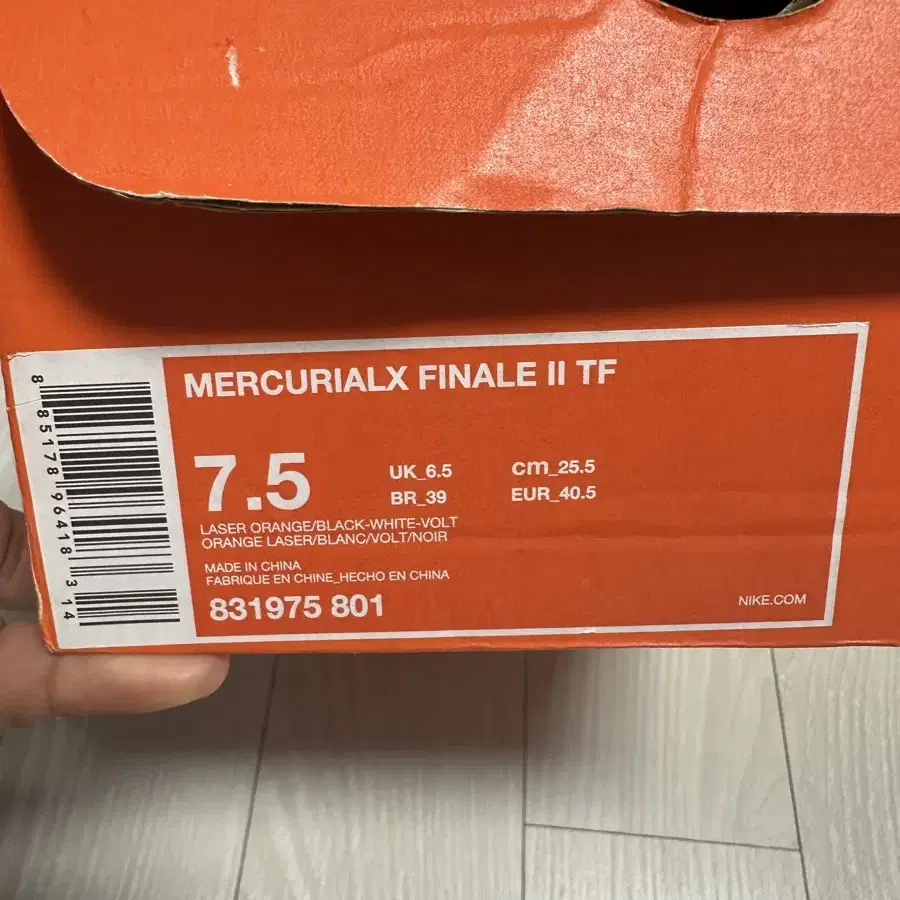 MERCURIALX FINALE II TF
7.5
UK_6.5
cm_25.5
BR_39
EUR_40.5
LASER ORANGE/BLACK-WHITE-VOLT
ORANGE LASER/BLANC/VOLT/NOIR
MADE IN CHINA
FABRIQUE EN CHINE_HECHO EN CHINA
831975 801
NIKE.COM
8 85178 96418 3 14